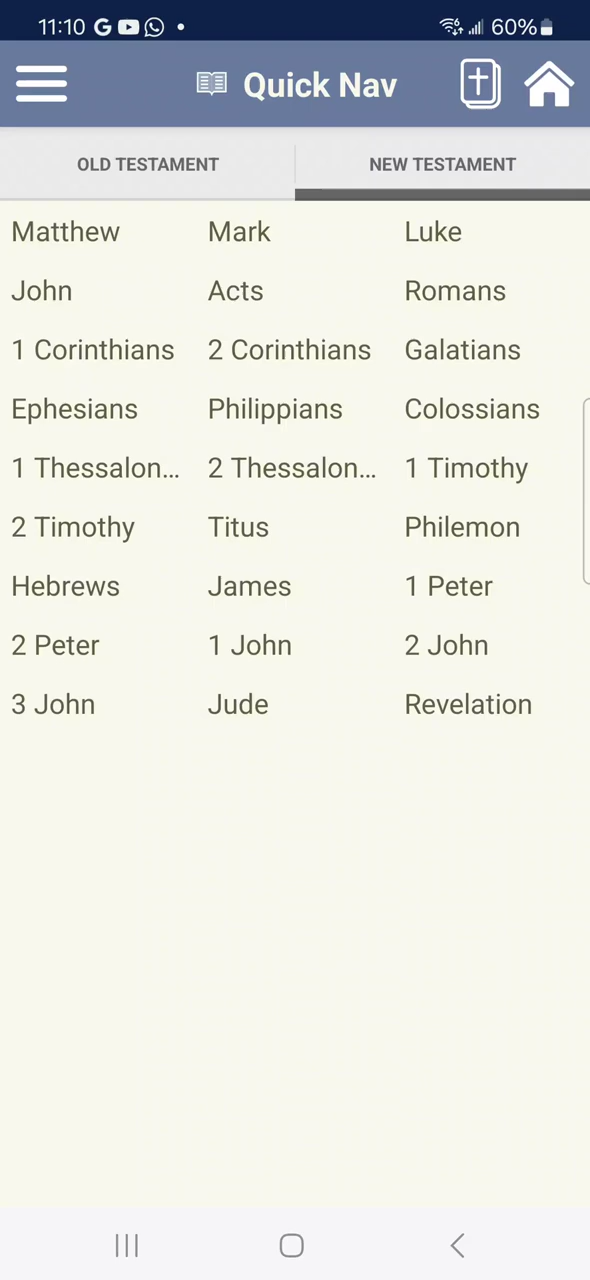 11:10 60%
Quick Nav
OLD TESTAMENT NEW TESTAMENT
Matthew Mark Luke
John Acts Romans
1 Corinthians 2 Corinthians Galatians
Ephesians Philippians Colossians
1 Thessalon... 2 Thessalon... 1 Timothy
2 Timothy Titus Philemon
Hebrews James 1 Peter
2 Peter 1 John 2 John
3 John Jude Revelation